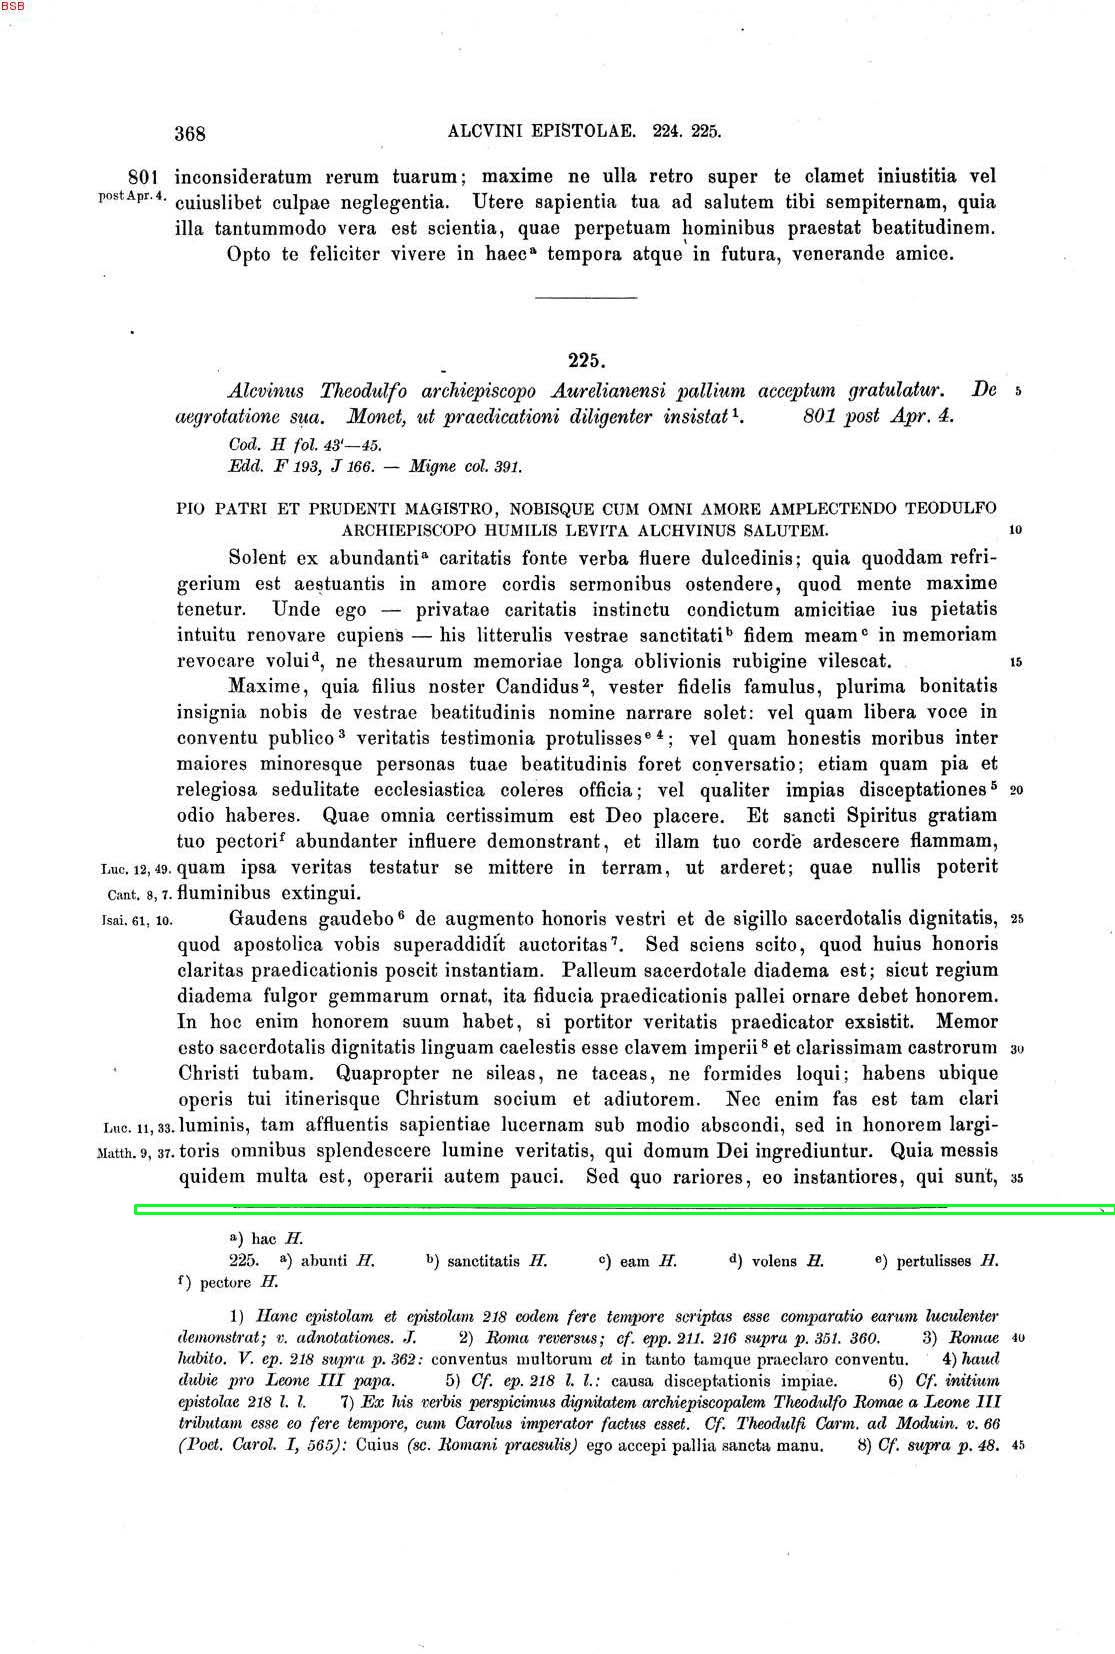 BSB
368 ALCVINI EPISTOLAE. 224. 225.
801 inconsideratum rerum tuarum; maxime ne ulla retro super te clamet iniustitia vel
post Apr. 4. cuiuslibet culpae neglegentia. Utere sapientia tua ad salutem tibi sempiternam, quia
illa tantummodo vera est scientia, quae perpetuam hominibus praestat beatitudinem.
Opto te feliciter vivere in haec a tempora atque in futura, venerande amice.
225.
Alcvinus Theodulfo archiepiscopo Aurelianensi pallium acceptum gratulatur. De 5
aegrotatione sua. Monet, ut praedicationi diligenter insistat 1. 801 post Apr. 4.
Cod. H fol. 43'—45.
Edd. F 193, J 166. — Migne col. 391.
PIO PATRI ET PRUDENTI MAGISTRO, NOBISQUE CUM OMNI AMORE AMPLECTENDO TEODULFO
ARCHIEPISCOPO HUMILIS LEVITA ALCHVINUS SALUTEM. 10
Solent ex abundanti a caritatis fonte verba fluere dulcedinis; quia quoddam refri-
gerium est aestuantis in amore cordis sermonibus ostendere, quod mente maxime
tenetur. Unde ego — privatae caritatis instinctu condictum amicitiae ius pietatis
intuitu renovare cupiens — his litterulis vestrae sanctitati b fidem meam c in memoriam
revocare volui d, ne thesaurum memoriae longa oblivionis rubigine vilescat. 15
Maxime, quia filius noster Candidus 2, vester fidelis famulus, plurima bonitatis
insignia nobis de vestrae beatitudinis nomine narrare solet: vel quam libera voce in
conventu publico 3 veritatis testimonia protulisses e 4; vel quam honestis moribus inter
maiores minoresque personas tuae beatitudinis foret conversatio; etiam quam pia et
relegiosa sedulitate ecclesiastica coleres officia; vel qualiter impias disceptationes 5 20
odio haberes. Quae omnia certissimum est Deo placere. Et sancti Spiritus gratiam
tuo pectori f abundanter influere demonstrant, et illam tuo corde ardescere flammam,
Luc. 12, 49. quam ipsa veritas testatur se mittere in terram, ut arderet; quae nullis poterit
Cant. 8, 7. fluminibus extingui.
Isai. 61, 10. Gaudens gaudebo 6 de augmento honoris vestri et de sigillo sacerdotalis dignitatis, 25
quod apostolica vobis superaddidit auctoritas 7. Sed sciens scito, quod huius honoris
claritas praedicationis poscit instantiam. Palleum sacerdotale diadema est; sicut regium
diadema fulgor gemmarum ornat, ita fiducia praedicationis pallei ornare debet honorem.
In hoc enim honorem suum habet, si portitor veritatis praedicator exsistit. Memor
esto sacerdotalis dignitatis linguam caelestis esse clavem imperii 8 et clarissimam castrorum 30
Christi tubam. Quapropter ne sileas, ne taceas, ne formides loqui; habens ubique
operis tui itinerisque Christum socium et adiutorem. Nec enim fas est tam clari
Luc. 11, 33. luminis, tam affluentis sapientiae lucernam sub modio abscondi, sed in honorem largi-
Matth. 9, 37. toris omnibus splendescere lumine veritatis, qui domum Dei ingrediuntur. Quia messis
quidem multa est, operarii autem pauci. Sed quo rariores, eo instantiores, qui sunt, 35
a) hac H.
225. a) abunti H. b) sanctitatis H. c) eam H. d) volens H. e) pertulisses H.
f) pectore H.
1) Hanc epistolam et epistolam 218 eodem fere tempore scriptas esse comparatio earum luculenter
demonstrat; v. adnotationes. J. 2) Roma reversus; cf. epp. 211. 216 supra p. 351. 360. 3) Romae 40
habito. V. ep. 218 supra p. 362: conventus multorum et in tanto tamque praeclaro conventu. 4) haud
dubie pro Leone III papa. 5) Cf. ep. 218 l. l.: causa disceptationis impiae. 6) Cf. initium
epistolae 218 l. l. 7) Ex his verbis perspicimus dignitatem archiepiscopalem Theodulfo Romae a Leone III
tributam esse eo fere tempore, cum Carolus imperator factus esset. Cf. Theodulfi Carm. ad Moduin. v. 66
(Poet. Carol. I, 565): Cuius (sc. Romani praesulis) ego accepi pallia sancta manu. 8) Cf. supra p. 48. 45